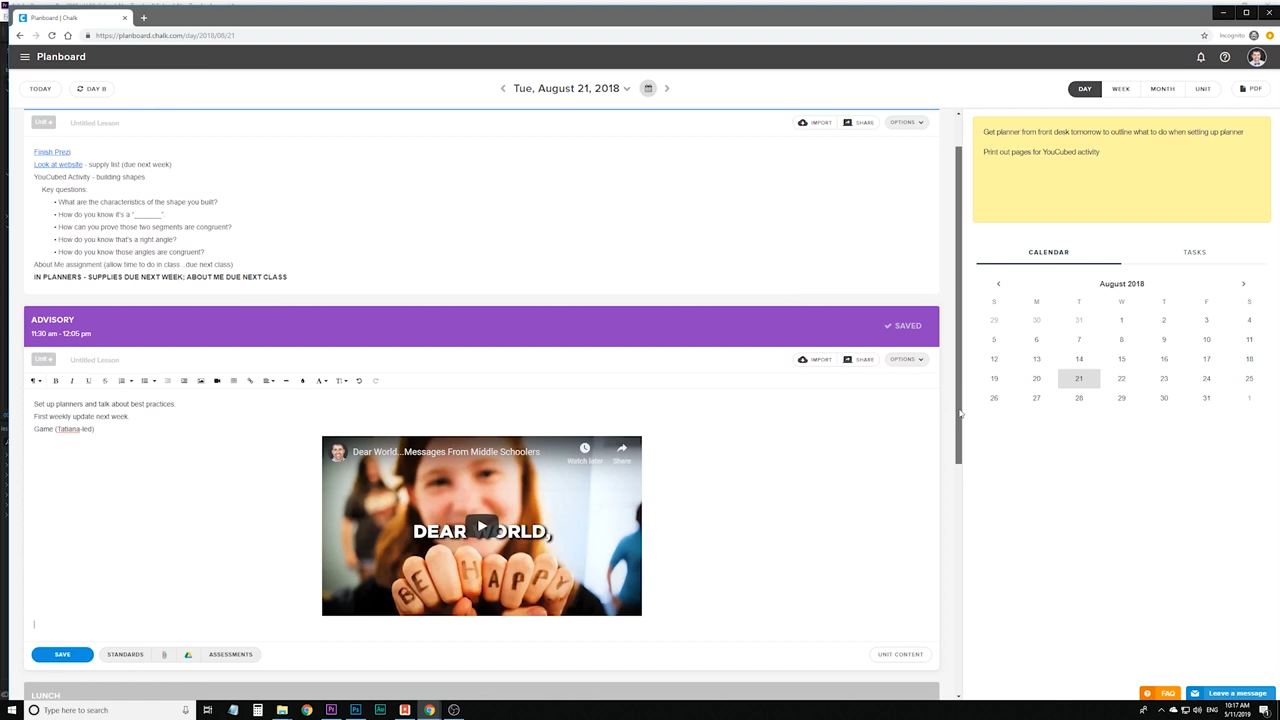 Planboard | Chalk
https://planboard.chalk.com/day/2018/08/21
Incognito
Planboard
TODAY
DAY B
Tue, August 21, 2018
DAY
WEEK
MONTH
UNIT
PDF
Unit
Untitled Lesson
IMPORT
SHARE
OPTIONS
Finish Prezi
Look at website - supply list (due next week)
YouCubed Activity - building shapes
Key questions:
• What are the characteristics of the shape you built?
• How do you know it's a "_______"
• How can you prove those two segments are congruent?
• How do you know that's a right angle?
• How do you know those angles are congruent?
About Me assignment (allow time to do in class...due next class)
IN PLANNERS - SUPPLIES DUE NEXT WEEK; ABOUT ME DUE NEXT CLASS
ADVISORY
11:30 am - 12:05 pm
SAVED
Unit
Untitled Lesson
IMPORT
SHARE
OPTIONS
Set up planners and talk about best practices.
First weekly update next week.
Game (Tatiana-led)
Dear World...Messages From Middle Schoolers
Watch later
Share
DEAR WORLD,
BE HAPPY
SAVE
STANDARDS
ASSESSMENTS
UNIT CONTENT
LUNCH
Get planner from front desk tomorrow to outline what to do when setting up planner
Print out pages for YouCubed activity
CALENDAR
TASKS
August 2018
S M T W T F S
29 30 31 1 2 3 4
5 6 7 8 9 10 11
12 13 14 15 16 17 18
19 20 21 22 23 24 25
26 27 28 29 30 31 1
FAQ
Leave a message
Type here to search
ENG
10:17 AM
5/11/2019